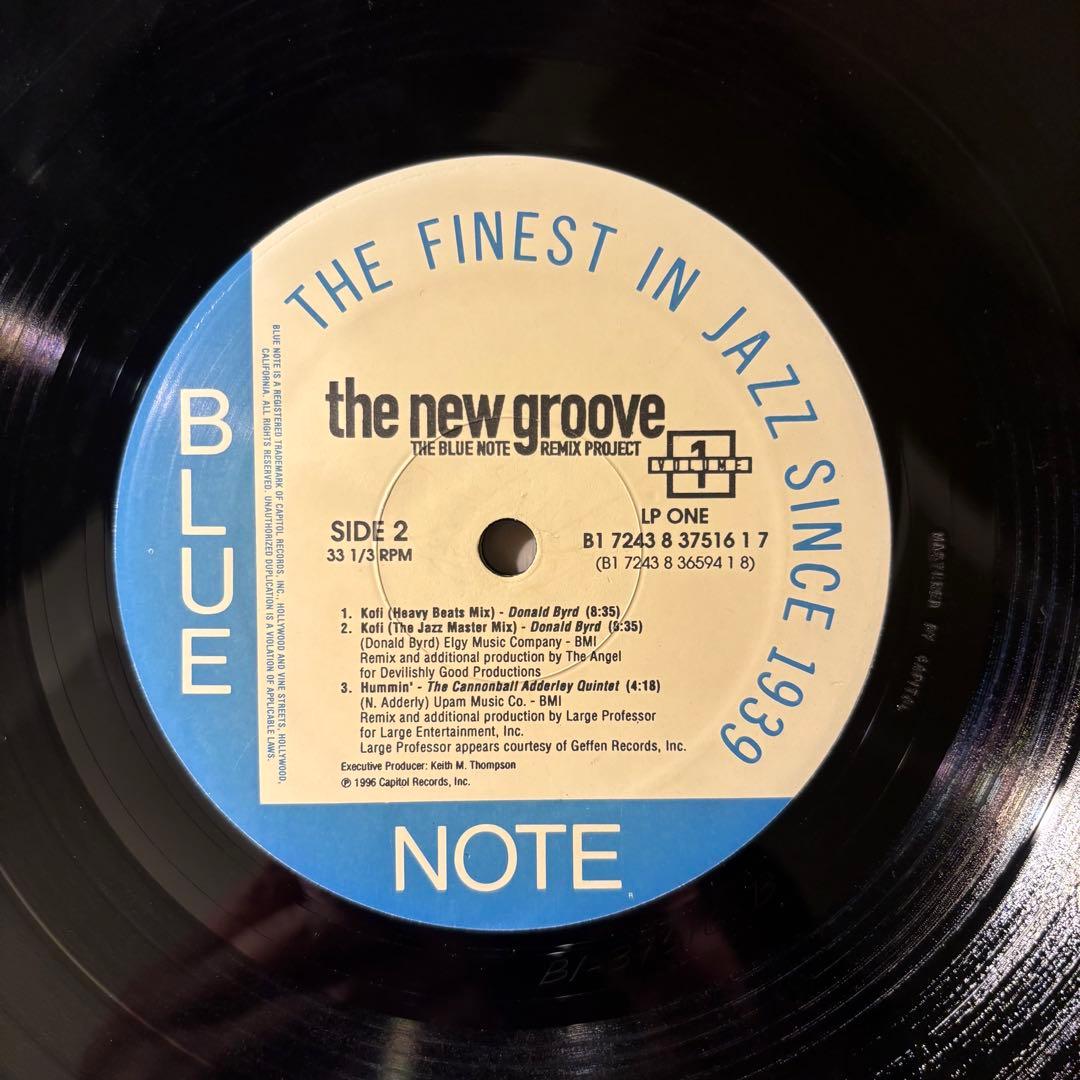 THE FINEST IN JAZZ SINCE 1939
BLUE
BLUE NOTE IS A REGISTERED TRADEMARK OF CAPITOL RECORDS, INC., HOLLYWOOD AND VINE STREETS, HOLLYWOOD,
CALIFORNIA. ALL RIGHTS RESERVED. UNAUTHORIZED DUPLICATION IS A VIOLATION OF APPLICABLE LAWS.
the new groove
THE BLUE NOTE REMIX PROJECT
1
VOLUME
SIDE 2
33 1/3 RPM
LP ONE
B1 7243 8 37516 1 7
(B1 7243 8 36594 1 8)
1. Kofi (Heavy Beats Mix) - Donald Byrd (8:35)
2. Kofi (The Jazz Master Mix) - Donald Byrd (8:35)
(Donald Byrd) Elgy Music Company - BMI
Remix and additional production by The Angel
for Devilishly Good Productions
3. Hummin' - The Cannonball Adderley Quintet (4:18)
(N. Adderly) Upam Music Co. - BMI
Remix and additional production by Large Professor
for Large Entertainment, Inc.
Large Professor appears courtesy of Geffen Records, Inc.
Executive Producer: Keith M. Thompson
℗ 1996 Capitol Records, Inc.
NOTE
R
MASTERED BY CAPITOL